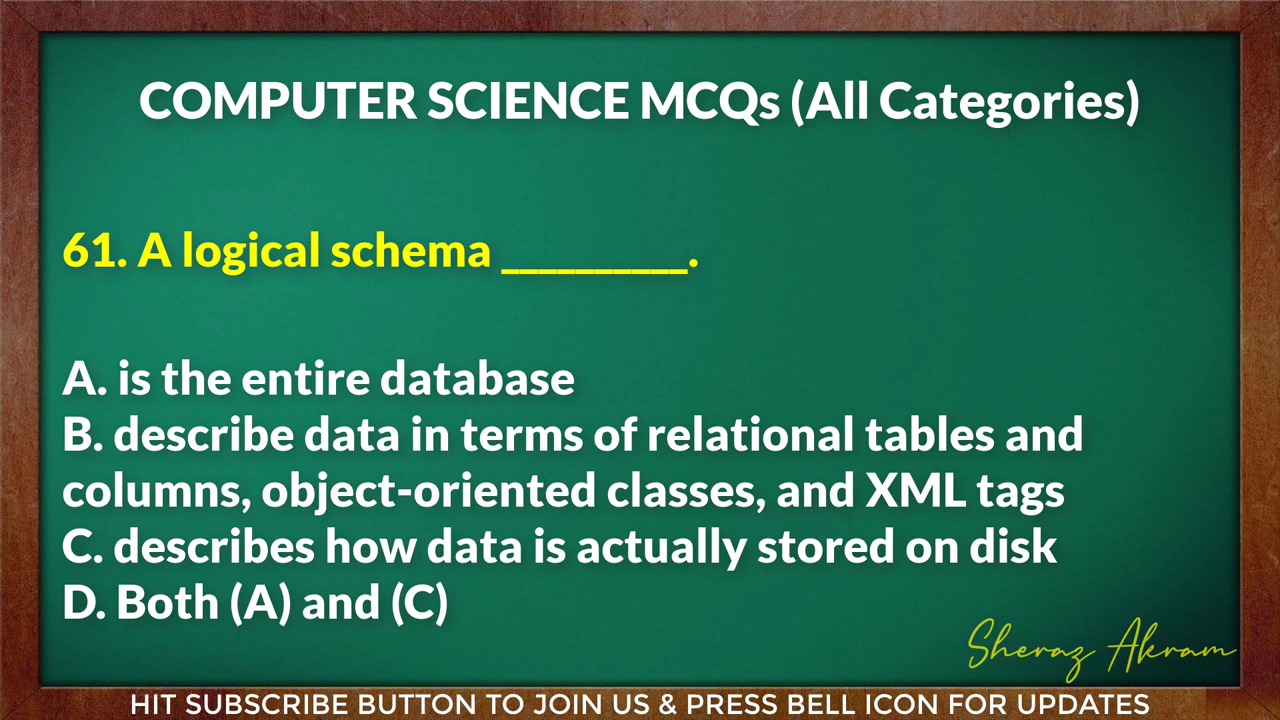 COMPUTER SCIENCE MCQs (All Categories)
61. A logical schema __________.
A. is the entire database
B. describe data in terms of relational tables and
columns, object-oriented classes, and XML tags
C. describes how data is actually stored on disk
D. Both (A) and (C)
Sheraz Akram
HIT SUBSCRIBE BUTTON TO JOIN US & PRESS BELL ICON FOR UPDATES